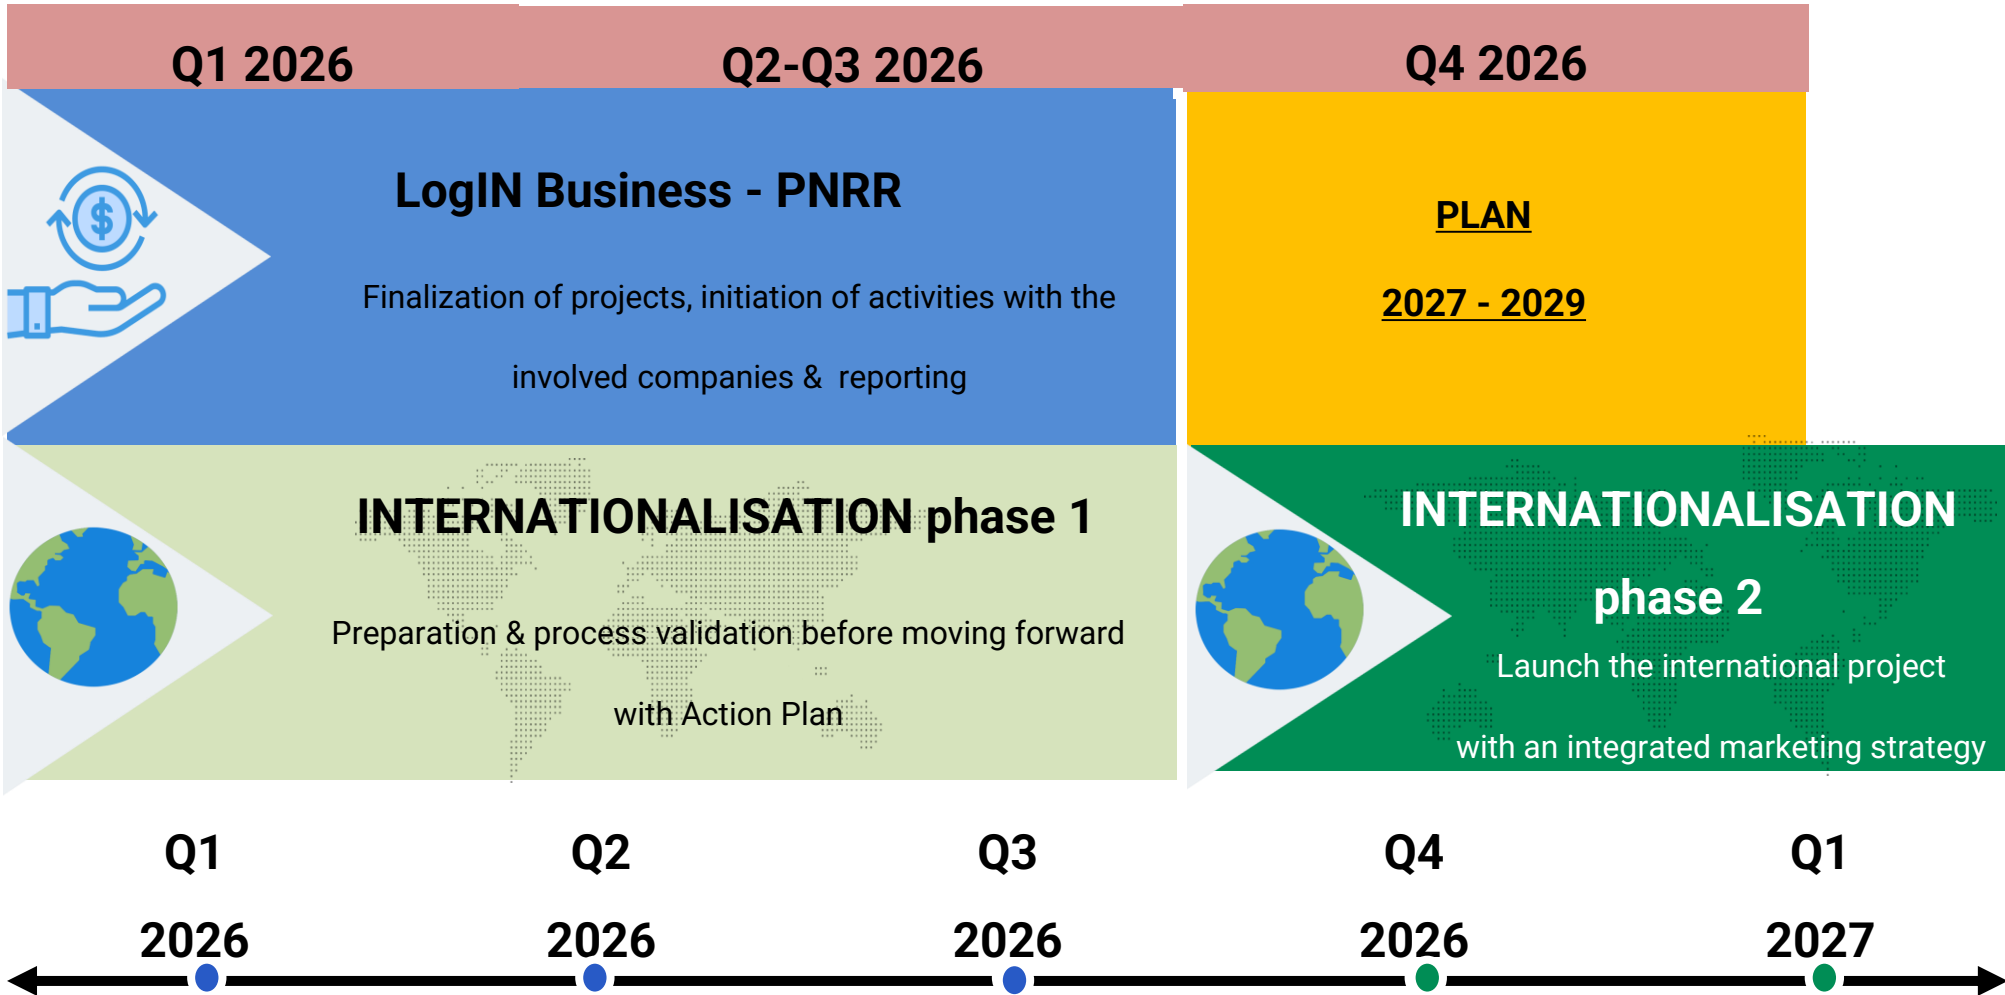 Q1 2026
Q2-Q3 2026
Q4 2026
$
LogIN Business - PNRR
Finalization of projects, initiation of activities with the
involved companies &  reporting
PLAN
2027 - 2029
INTERNATIONALISATION phase 1
Preparation & process validation before moving forward
with Action Plan
INTERNATIONALISATION
phase 2
Launch the international project
with an integrated marketing strategy
Q1
2026
Q2
2026
Q3
2026
Q4
2026
Q1
2027